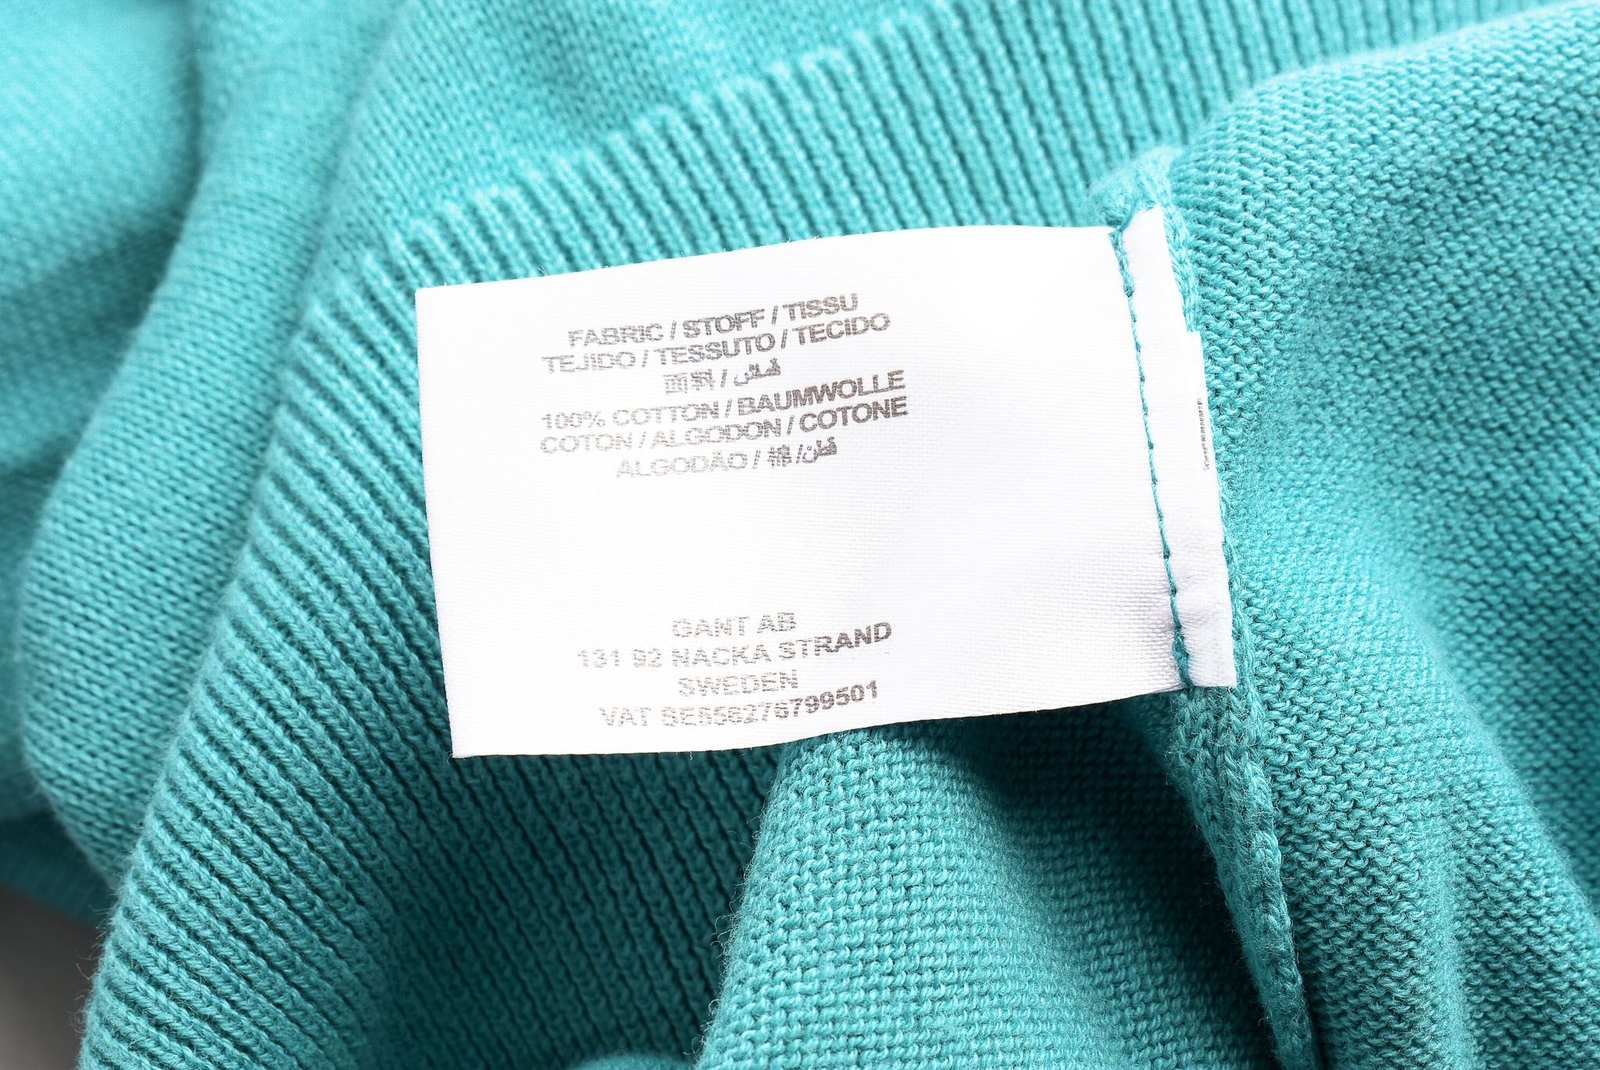 FABRIC / STOFF / TISSU
TEJIDO / TESSUTO / TECIDO
面料 / قماش
100% COTTON / BAUMWOLLE
COTON / ALGODON / COTONE
ALGODÃO / 棉 / قطن
GANT AB
131 92 NACKA STRAND
SWEDEN
VAT SE556276799501